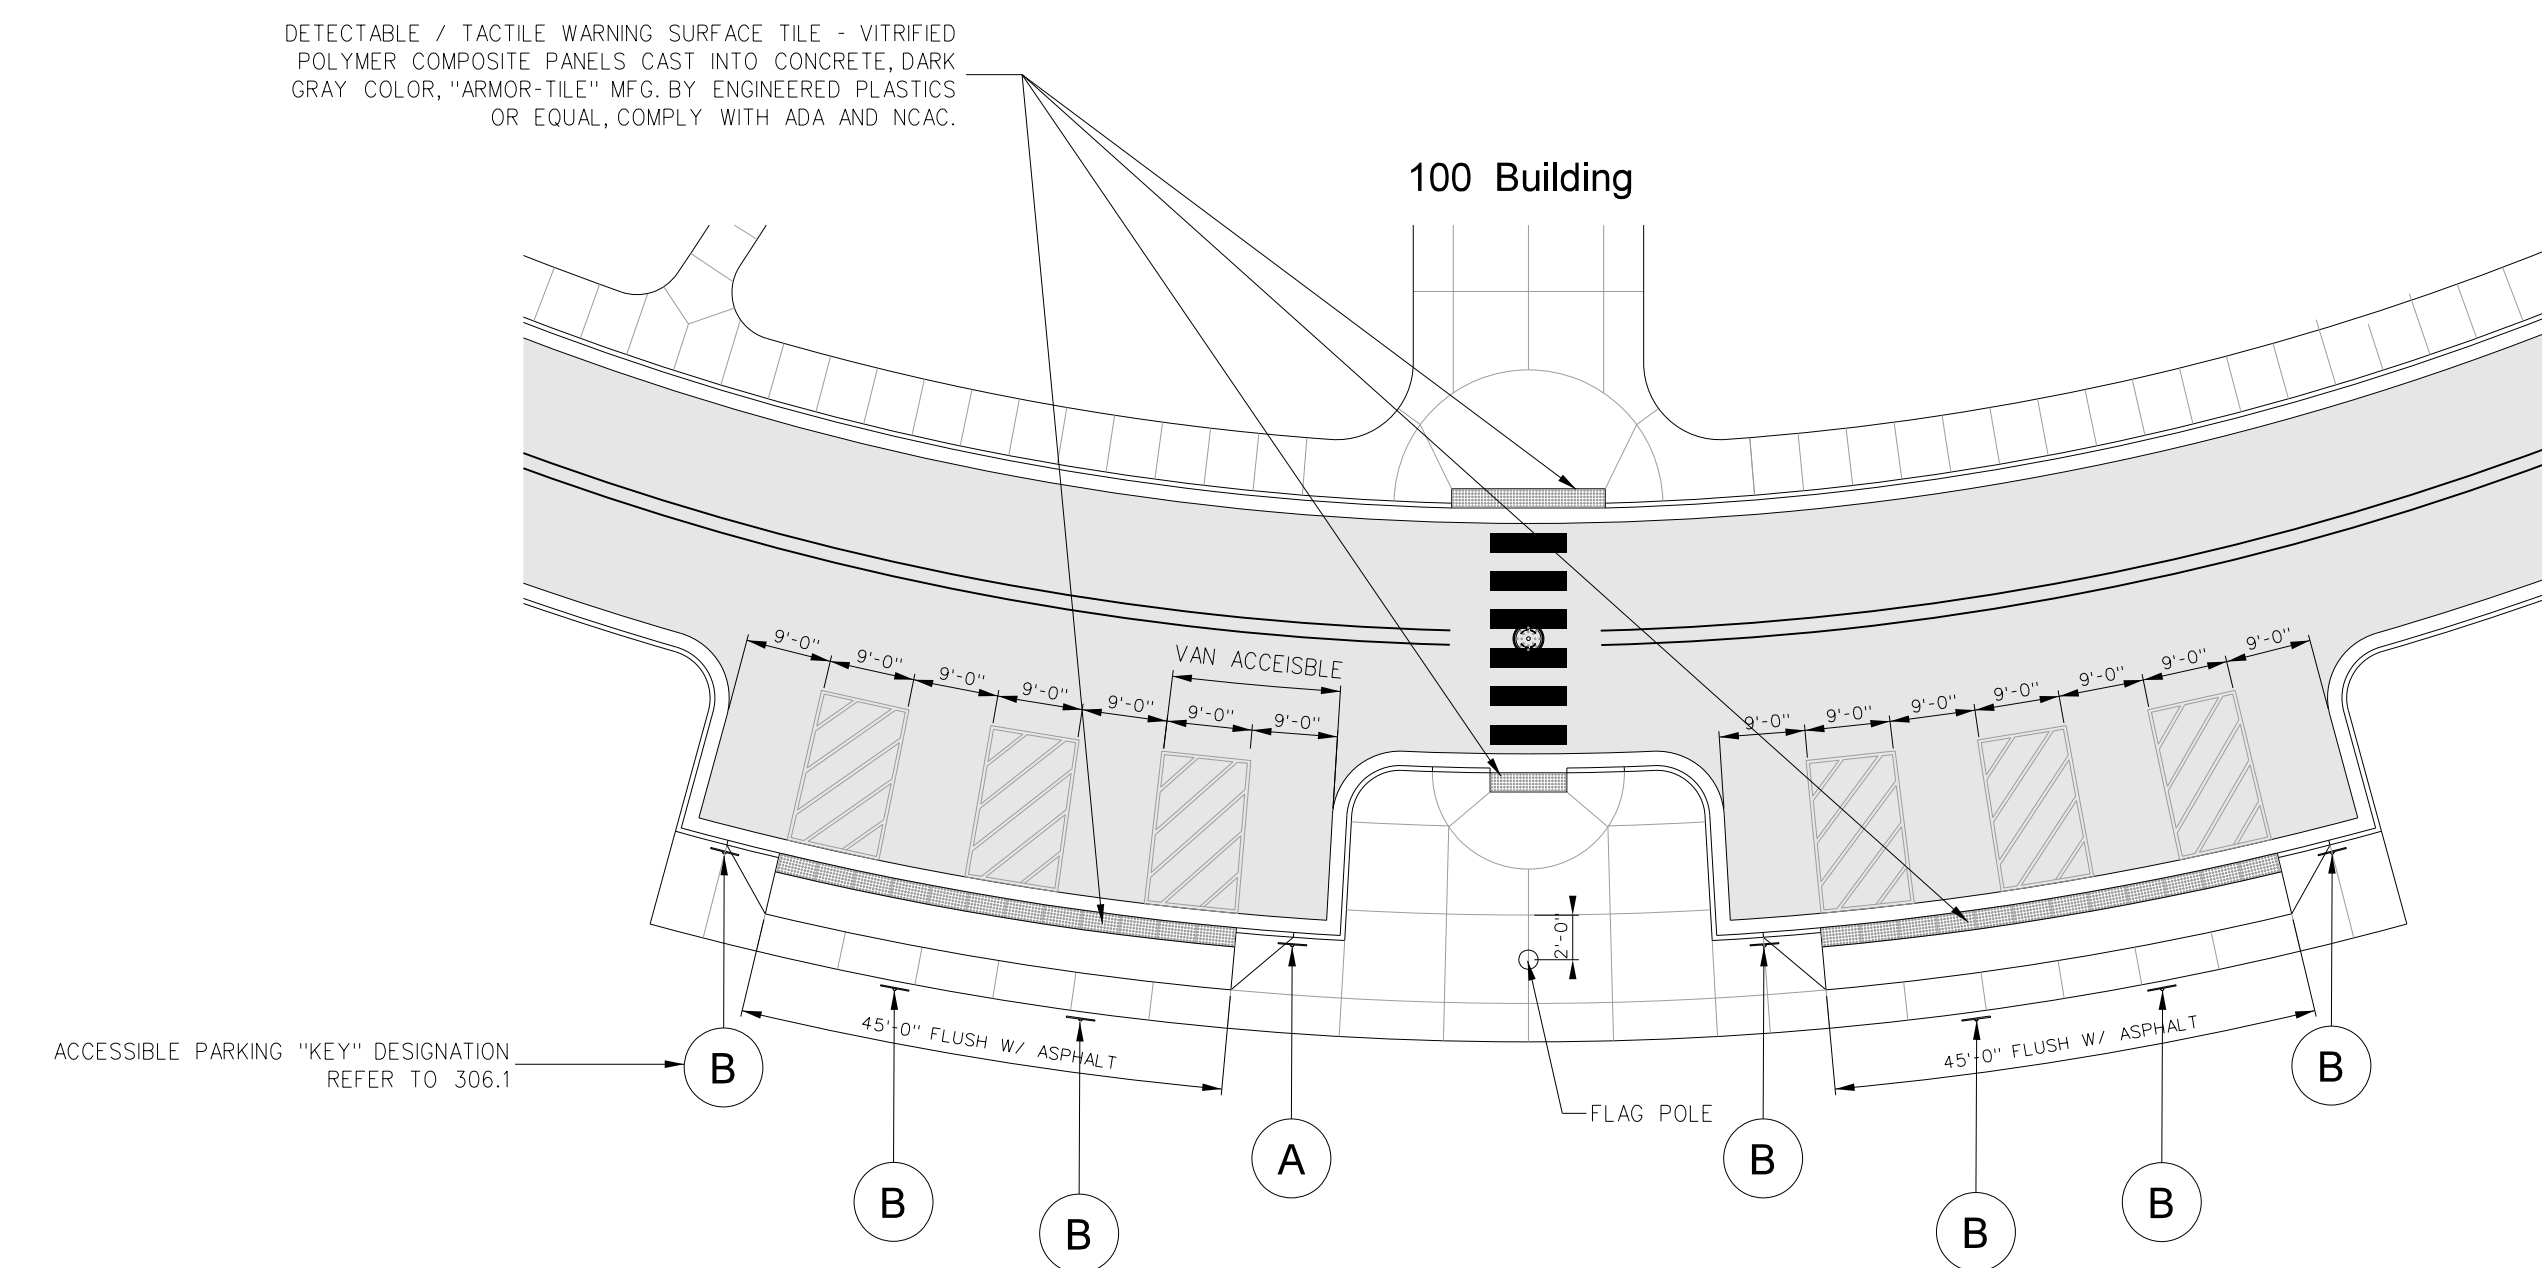 DETECTABLE / TACTILE WARNING SURFACE TILE - VITRIFIED
POLYMER COMPOSITE PANELS CAST INTO CONCRETE, DARK
GRAY COLOR, "ARMOR-TILE" MFG. BY ENGINEERED PLASTICS
OR EQUAL, COMPLY WITH ADA AND NCAC.
100 Building
VAN ACCEISBLE
9'-0"
9'-0"
9'-0"
9'-0"
9'-0"
9'-0"
9'-0"
9'-0"
9'-0"
9'-0"
9'-0"
9'-0"
9'-0"
9'-0"
2'-0"
45'-0" FLUSH W/ ASPHALT
45'-0" FLUSH W/ ASPHALT
ACCESSIBLE PARKING "KEY" DESIGNATION
REFER TO 306.1
FLAG POLE
B
B
B
A
B
B
B
B